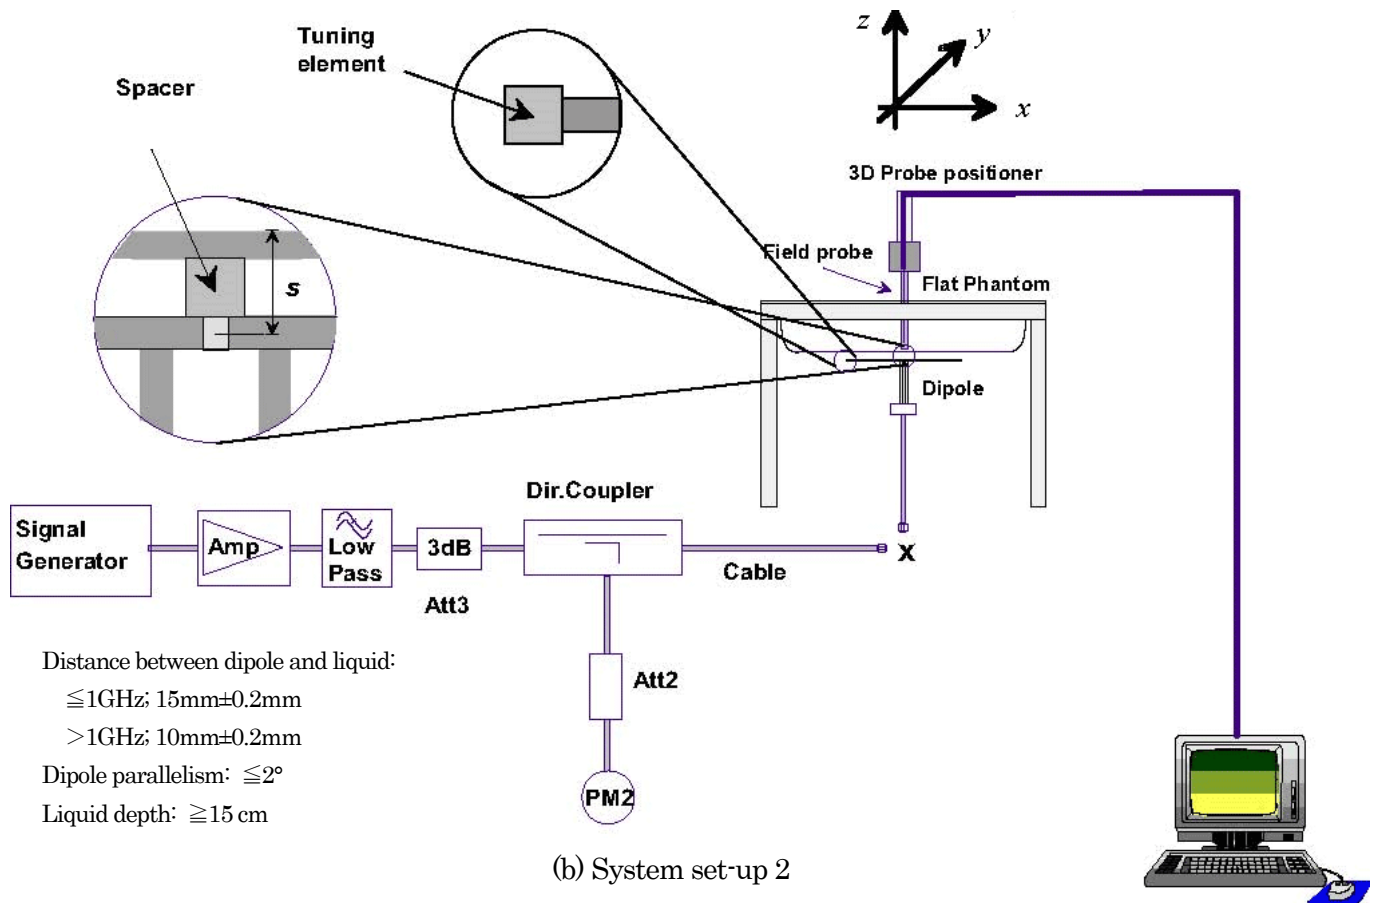 z
y
x
Tuning
element
Spacer
s
3D Probe positioner
Field probe
Flat Phantom
Dipole
Dir.Coupler
Signal
Generator
Amp
Low
Pass
3dB
Att3
Cable
X
Att2
PM2
Distance between dipole and liquid:
≦1GHz; 15mm±0.2mm
>1GHz; 10mm±0.2mm
Dipole parallelism: ≦2°
Liquid depth: ≧15 cm
(b) System set-up 2